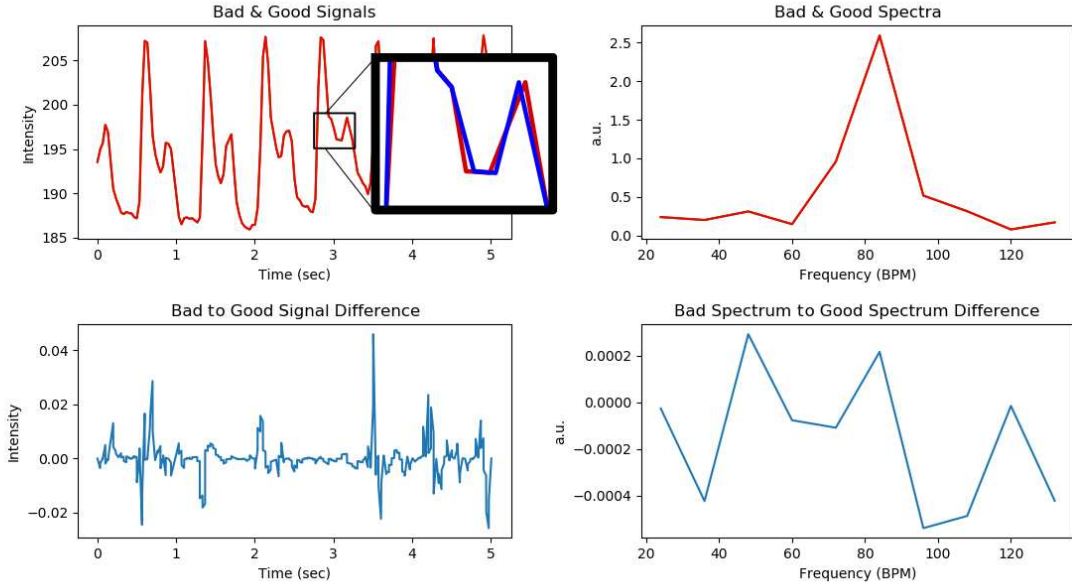 Bad & Good Signals
Intensity
205
200
195
190
185
0 1 2 3 4 5
Time (sec)
Bad & Good Spectra
a.u.
2.5
2.0
1.5
1.0
0.5
0.0
20 40 60 80 100 120
Frequency (BPM)
Bad to Good Signal Difference
Intensity
0.04
0.02
0.00
−0.02
0 1 2 3 4 5
Time (sec)
Bad Spectrum to Good Spectrum Difference
a.u.
0.0002
0.0000
−0.0002
−0.0004
20 40 60 80 100 120
Frequency (BPM)